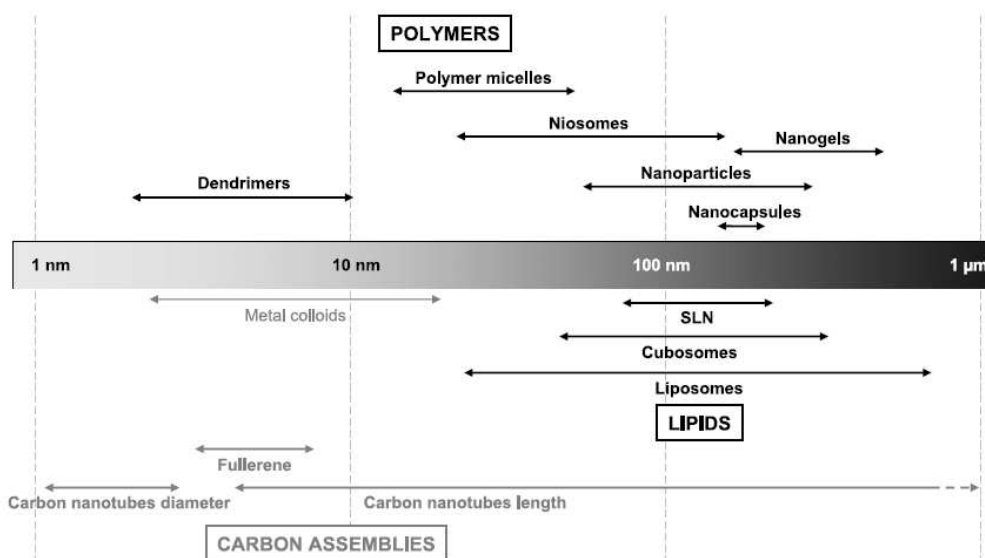 POLYMERS
Polymer micelles
Niosomes
Nanogels
Dendrimers
Nanoparticles
Nanocapsules
1 nm 10 nm 100 nm 1 µm
Metal colloids
SLN
Cubosomes
Liposomes
LIPIDS
Fullerene
Carbon nanotubes diameter
Carbon nanotubes length
CARBON ASSEMBLIES